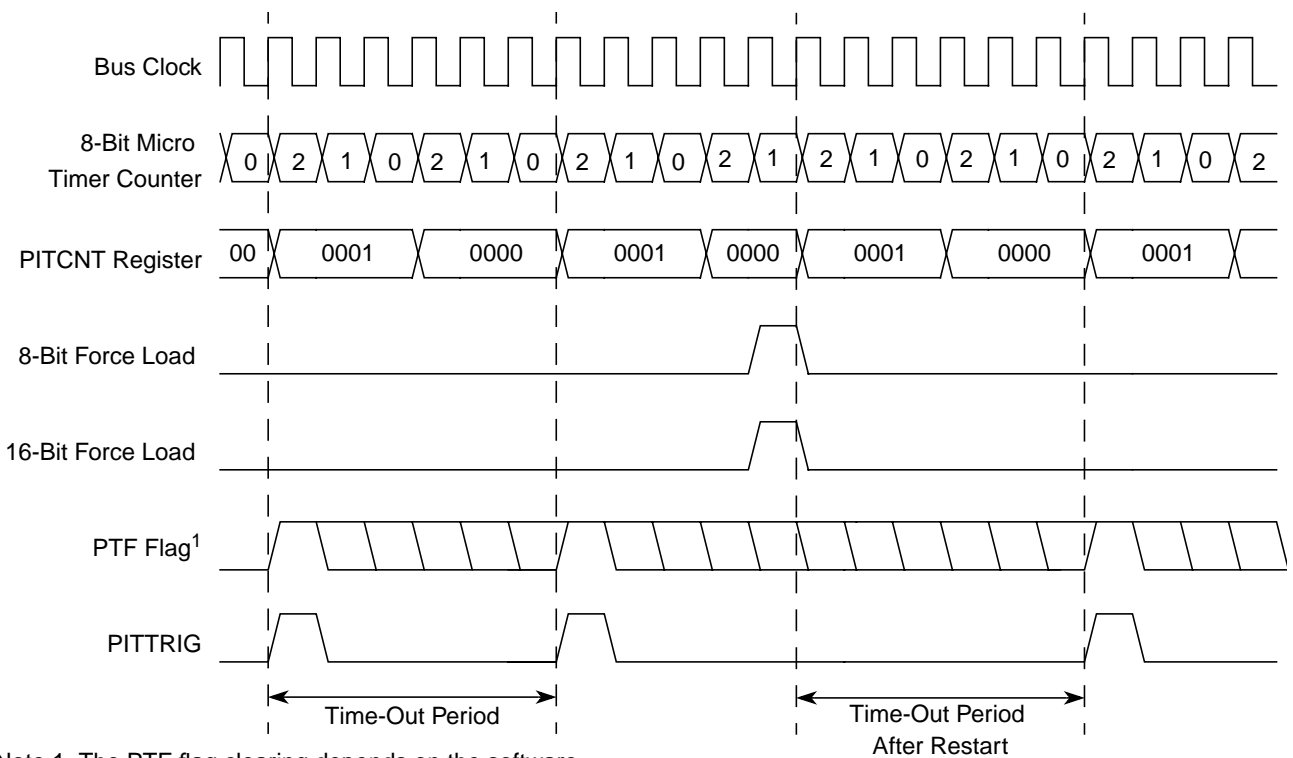 Bus Clock
8-Bit Micro
Timer Counter
0 2 1 0 2 1 0 2 1 0 2 1 2 1 0 2 1 0 2 1 0 2
PITCNT Register
00 0001 0000 0001 0000 0001 0000 0001
8-Bit Force Load
16-Bit Force Load
PTF Flag1
PITTRIG
Time-Out Period
Time-Out Period
After Restart
Note 1. The PTF flag clearing depends on the software